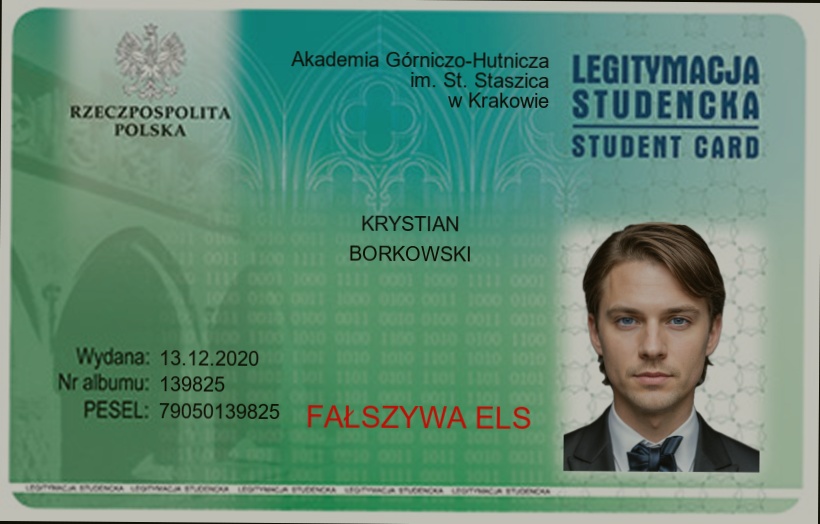 RZECZPOSPOLITA
POLSKA
Akademia Górniczo-Hutnicza
im. St. Staszica
w Krakowie
LEGITYMACJA
STUDENCKA
STUDENT CARD
KRYSTIAN
BORKOWSKI
Wydana: 13.12.2020
Nr albumu: 139825
PESEL: 79050139825
FAŁSZYWA ELS
LEGITYMACJA STUDENCKA LEGITYMACJA STUDENCKA LEGITYMACJA STUDENCKA LEGITYMACJA STUDENCKA LEGITYMACJA STUDENCKA